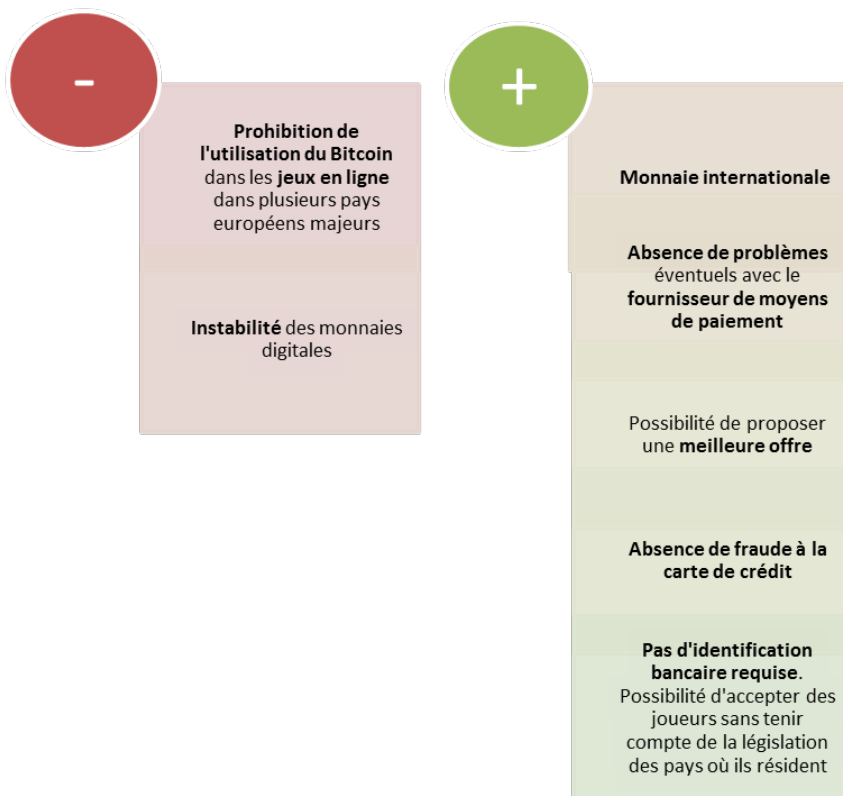 -
Prohibition de
l'utilisation du Bitcoin
dans les jeux en ligne
dans plusieurs pays
européens majeurs
Instabilité des monnaies
digitales
+
Monnaie internationale
Absence de problèmes
éventuels avec le
fournisseur de moyens
de paiement
Possibilité de proposer
une meilleure offre
Absence de fraude à la
carte de crédit
Pas d'identification
bancaire requise.
Possibilité d'accepter des
joueurs sans tenir
compte de la législation
des pays où ils résident